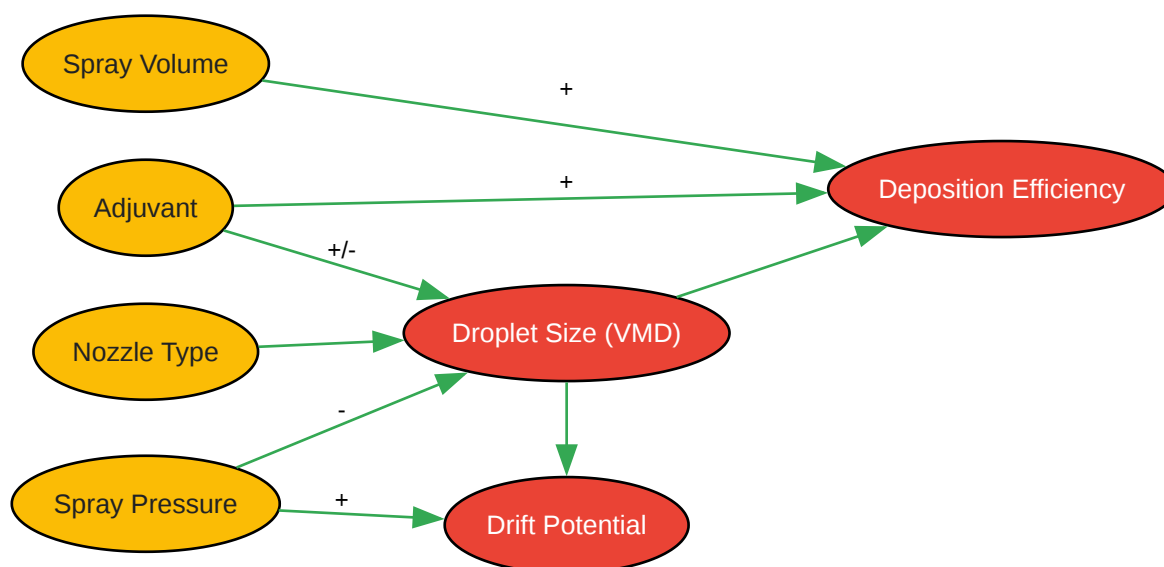 Spray Volume
+
Adjuvant
+
Deposition Efficiency
+/-
Nozzle Type
Droplet Size (VMD)
-
Spray Pressure
+
Drift Potential